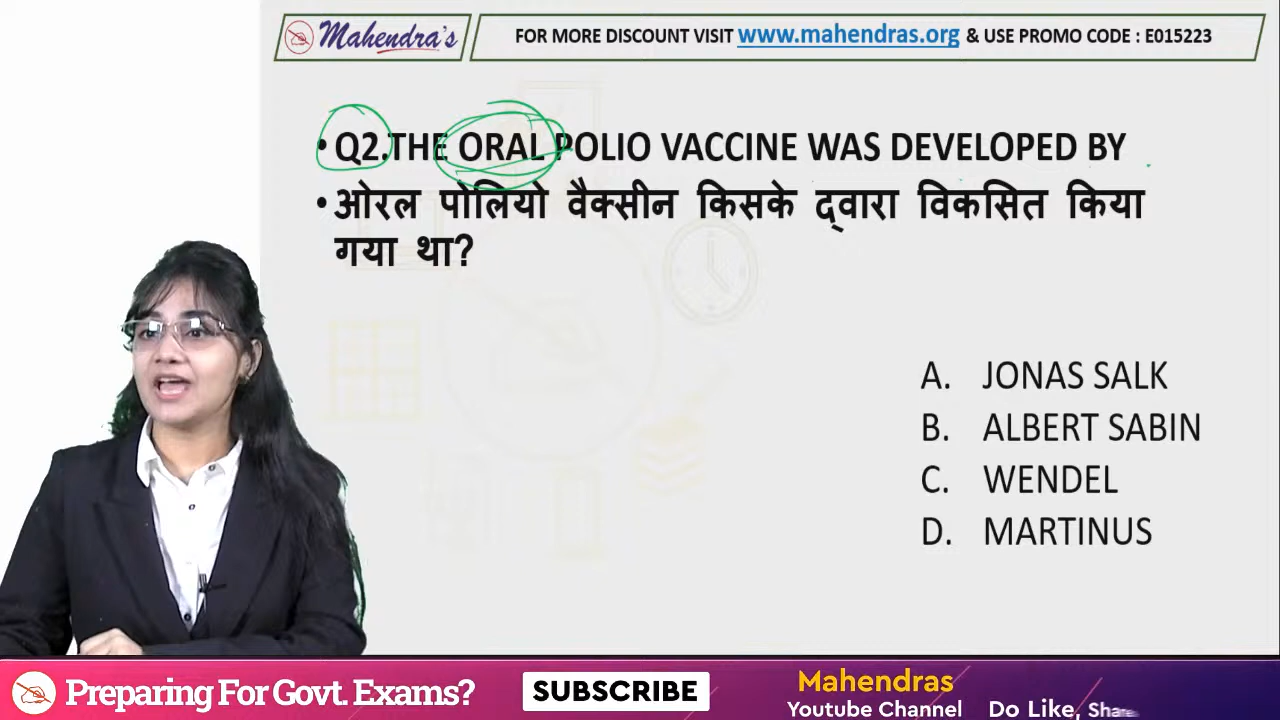 Mahendra's
FOR MORE DISCOUNT VISIT www.mahendras.org & USE PROMO CODE : E015223
• Q2.THE ORAL POLIO VACCINE WAS DEVELOPED BY
• ओरल पोलियो वैक्सीन किसके द्वारा विकसित किया
गया था?
A. JONAS SALK
B. ALBERT SABIN
C. WENDEL
D. MARTINUS
Preparing For Govt. Exams?
SUBSCRIBE
Mahendras
Youtube Channel
Do Like, Share